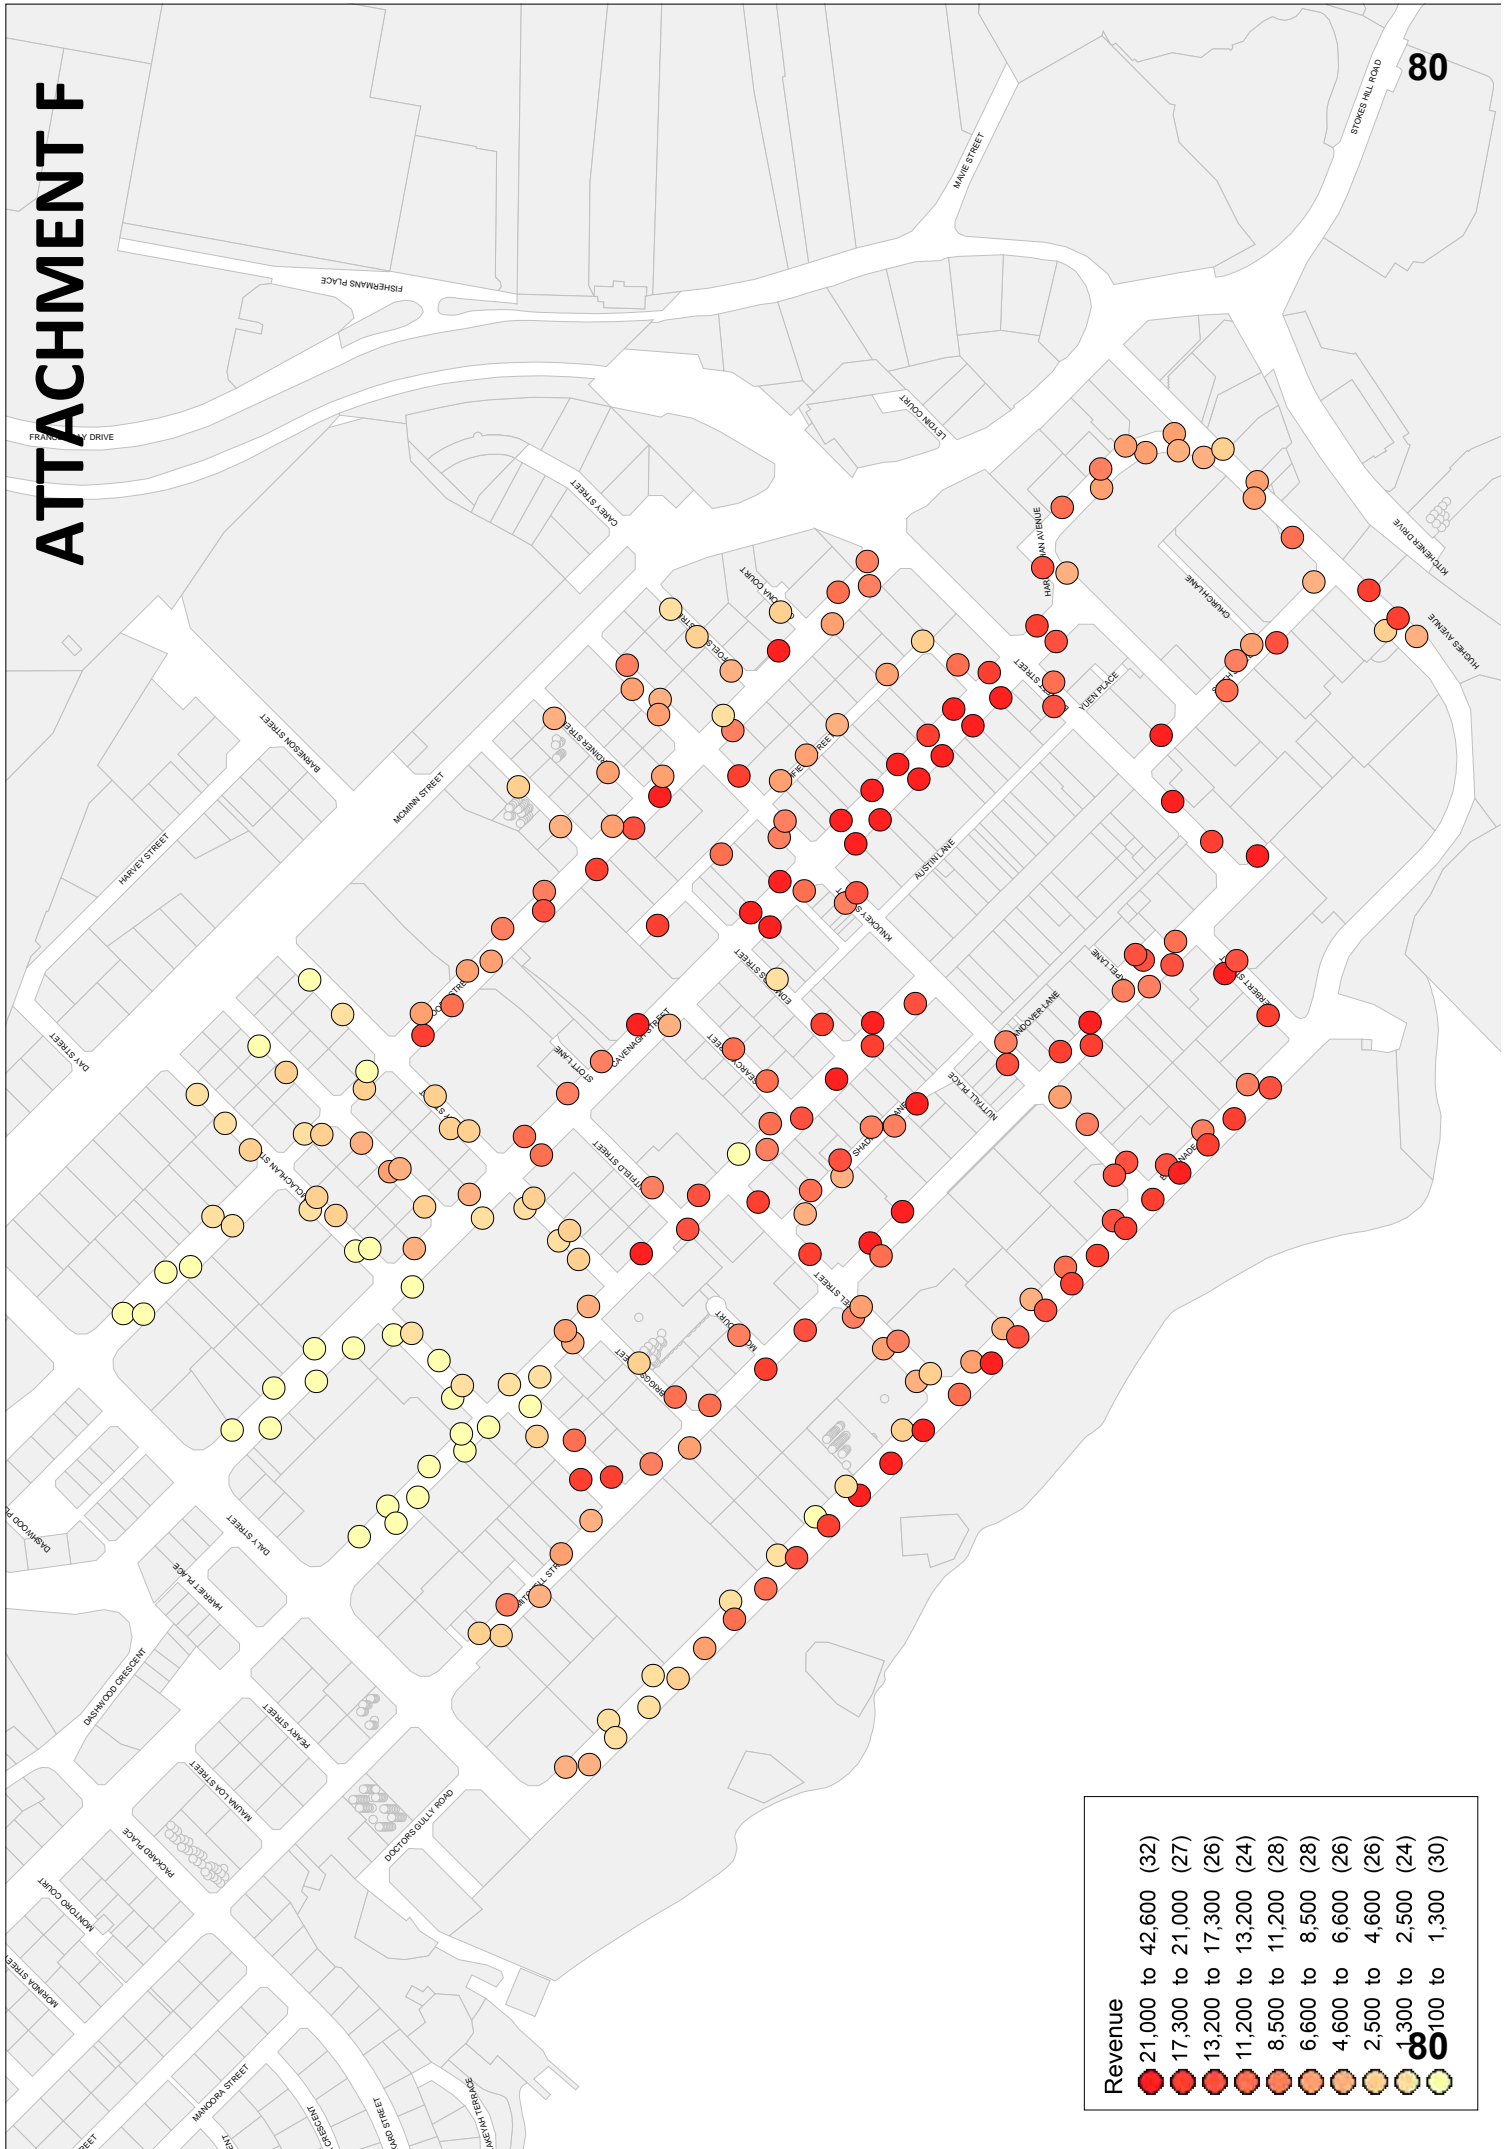 ATTACHMENT F
80
STOKES HILL ROAD
MAVIE STREET
FISHERMANS PLACE
LEYDIN COURT
CAREY STREET
KITCHENER DRIVE
HUGHES AVENUE
CHURCH LANE
YUEN PLACE
BARNESON STREET
MCMINN STREET
HARVEY STREET
DAY STREET
AUSTIN LANE
KNUCKEY
CAVENAGH STREET
STOTT LANE
NUTTALL PLACE
MCLACHLAN ST
DALY STREET
HARRIET PLACE
DASHWOOD CRESCENT
PEARY STREET
MAUNA LOA STREET
PACKARD PLACE
DOCTORS GULLY ROAD
MONTORO COURT
MORINDA STREET
MANOORA STREET
CRESCENT
Revenue
21,000 to 42,600 (32)
17,300 to 21,000 (27)
13,200 to 17,300 (26)
11,200 to 13,200 (24)
8,500 to 11,200 (28)
6,600 to 8,500 (28)
4,600 to 6,600 (26)
2,500 to 4,600 (26)
1,300 to 2,500 (24)
100 to 1,300 (30)
80